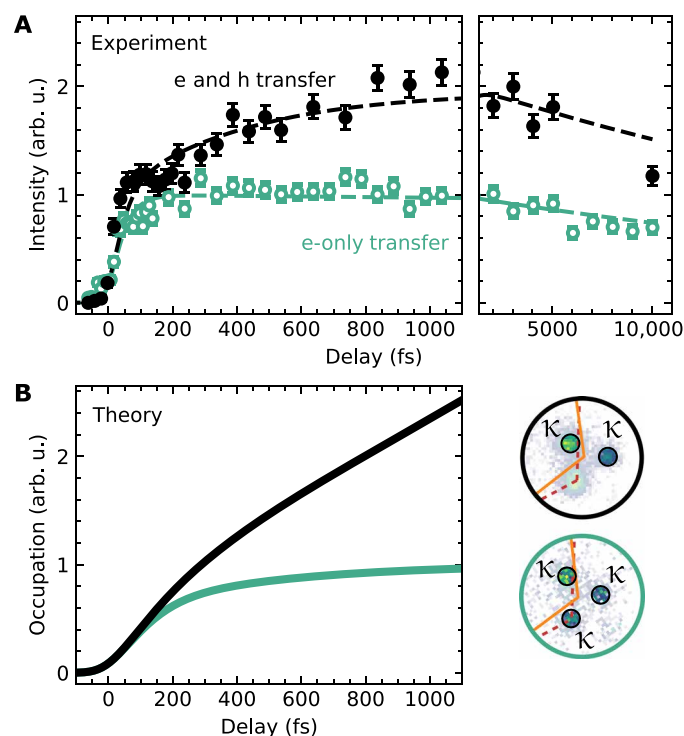 A
Experiment
e and h transfer
e-only transfer
Intensity (arb. u.)
2
1
0
0 200 400 600 800 1000
5000 10,000
Delay (fs)
B
Theory
Occupation (arb. u.)
2
1
0
0 200 400 600 800 1000
Delay (fs)
κ κ
κ κ
κ